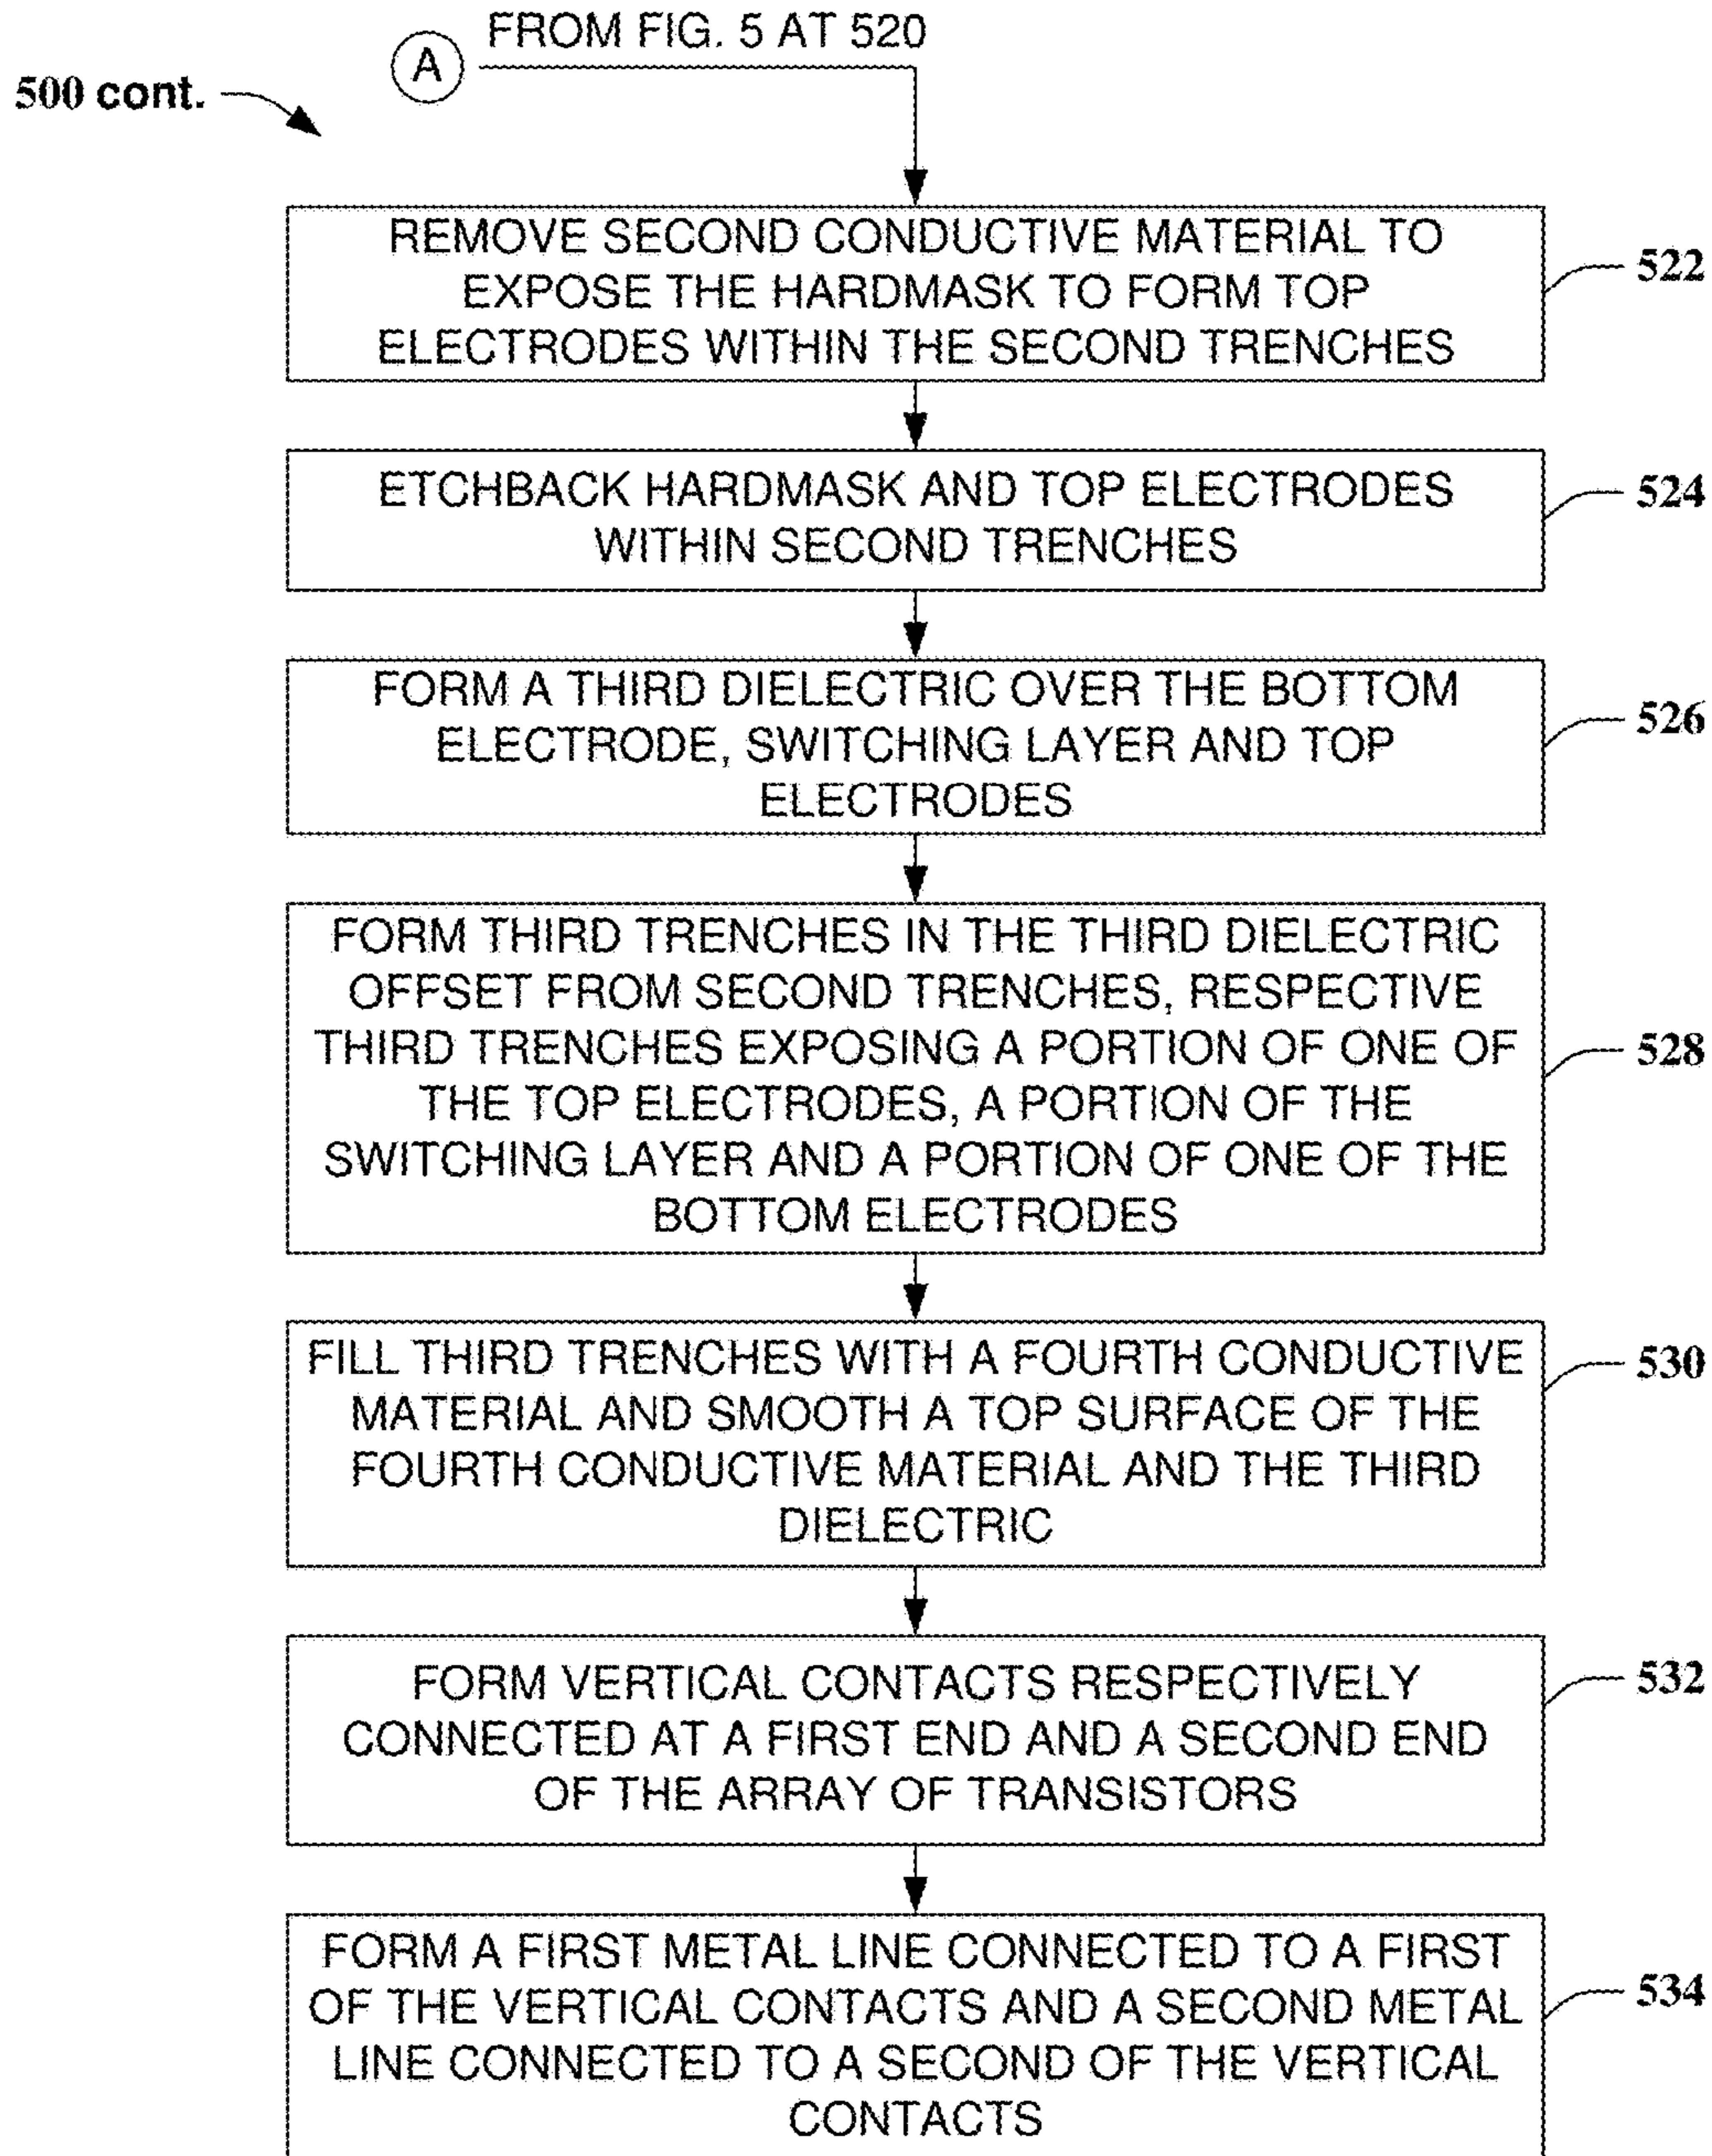 FROM FIG. 5 AT 520
A
500 cont.
REMOVE SECOND CONDUCTIVE MATERIAL TO
EXPOSE THE HARDMASK TO FORM TOP
ELECTRODES WITHIN THE SECOND TRENCHES
522
ETCHBACK HARDMASK AND TOP ELECTRODES
WITHIN SECOND TRENCHES
524
FORM A THIRD DIELECTRIC OVER THE BOTTOM
ELECTRODE, SWITCHING LAYER AND TOP
ELECTRODES
526
FORM THIRD TRENCHES IN THE THIRD DIELECTRIC
OFFSET FROM SECOND TRENCHES, RESPECTIVE
THIRD TRENCHES EXPOSING A PORTION OF ONE OF
THE TOP ELECTRODES, A PORTION OF THE
SWITCHING LAYER AND A PORTION OF ONE OF THE
BOTTOM ELECTRODES
528
FILL THIRD TRENCHES WITH A FOURTH CONDUCTIVE
MATERIAL AND SMOOTH A TOP SURFACE OF THE
FOURTH CONDUCTIVE MATERIAL AND THE THIRD
DIELECTRIC
530
FORM VERTICAL CONTACTS RESPECTIVELY
CONNECTED AT A FIRST END AND A SECOND END
OF THE ARRAY OF TRANSISTORS
532
FORM A FIRST METAL LINE CONNECTED TO A FIRST
OF THE VERTICAL CONTACTS AND A SECOND METAL
LINE CONNECTED TO A SECOND OF THE VERTICAL
CONTACTS
534